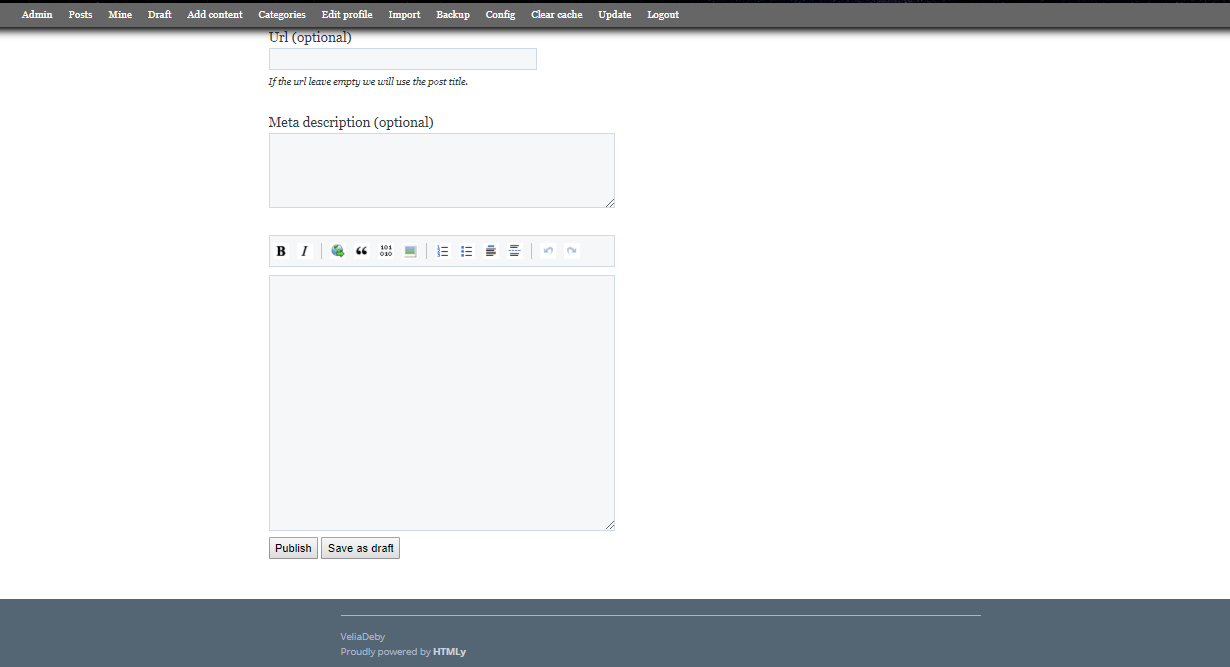 Admin Posts Mine Draft Add content Categories Edit profile Import Backup Config Clear cache Update Logout
Url (optional)
If the url leave empty we will use the post title.
Meta description (optional)
B I “ 101 010
Publish Save as draft
VeliaDeby
Proudly powered by HTMLy